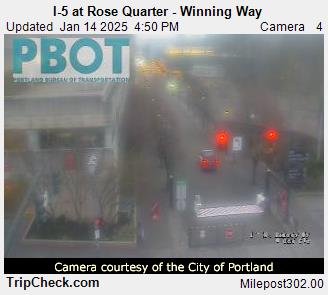 I-5 at Rose Quarter - Winning Way
Updated Jan 14 2025 4:50 PM Camera 4
PBOT
PORTLAND BUREAU OF TRANSPORTATION
Camera courtesy of the City of Portland
TripCheck.com Milepost302.00